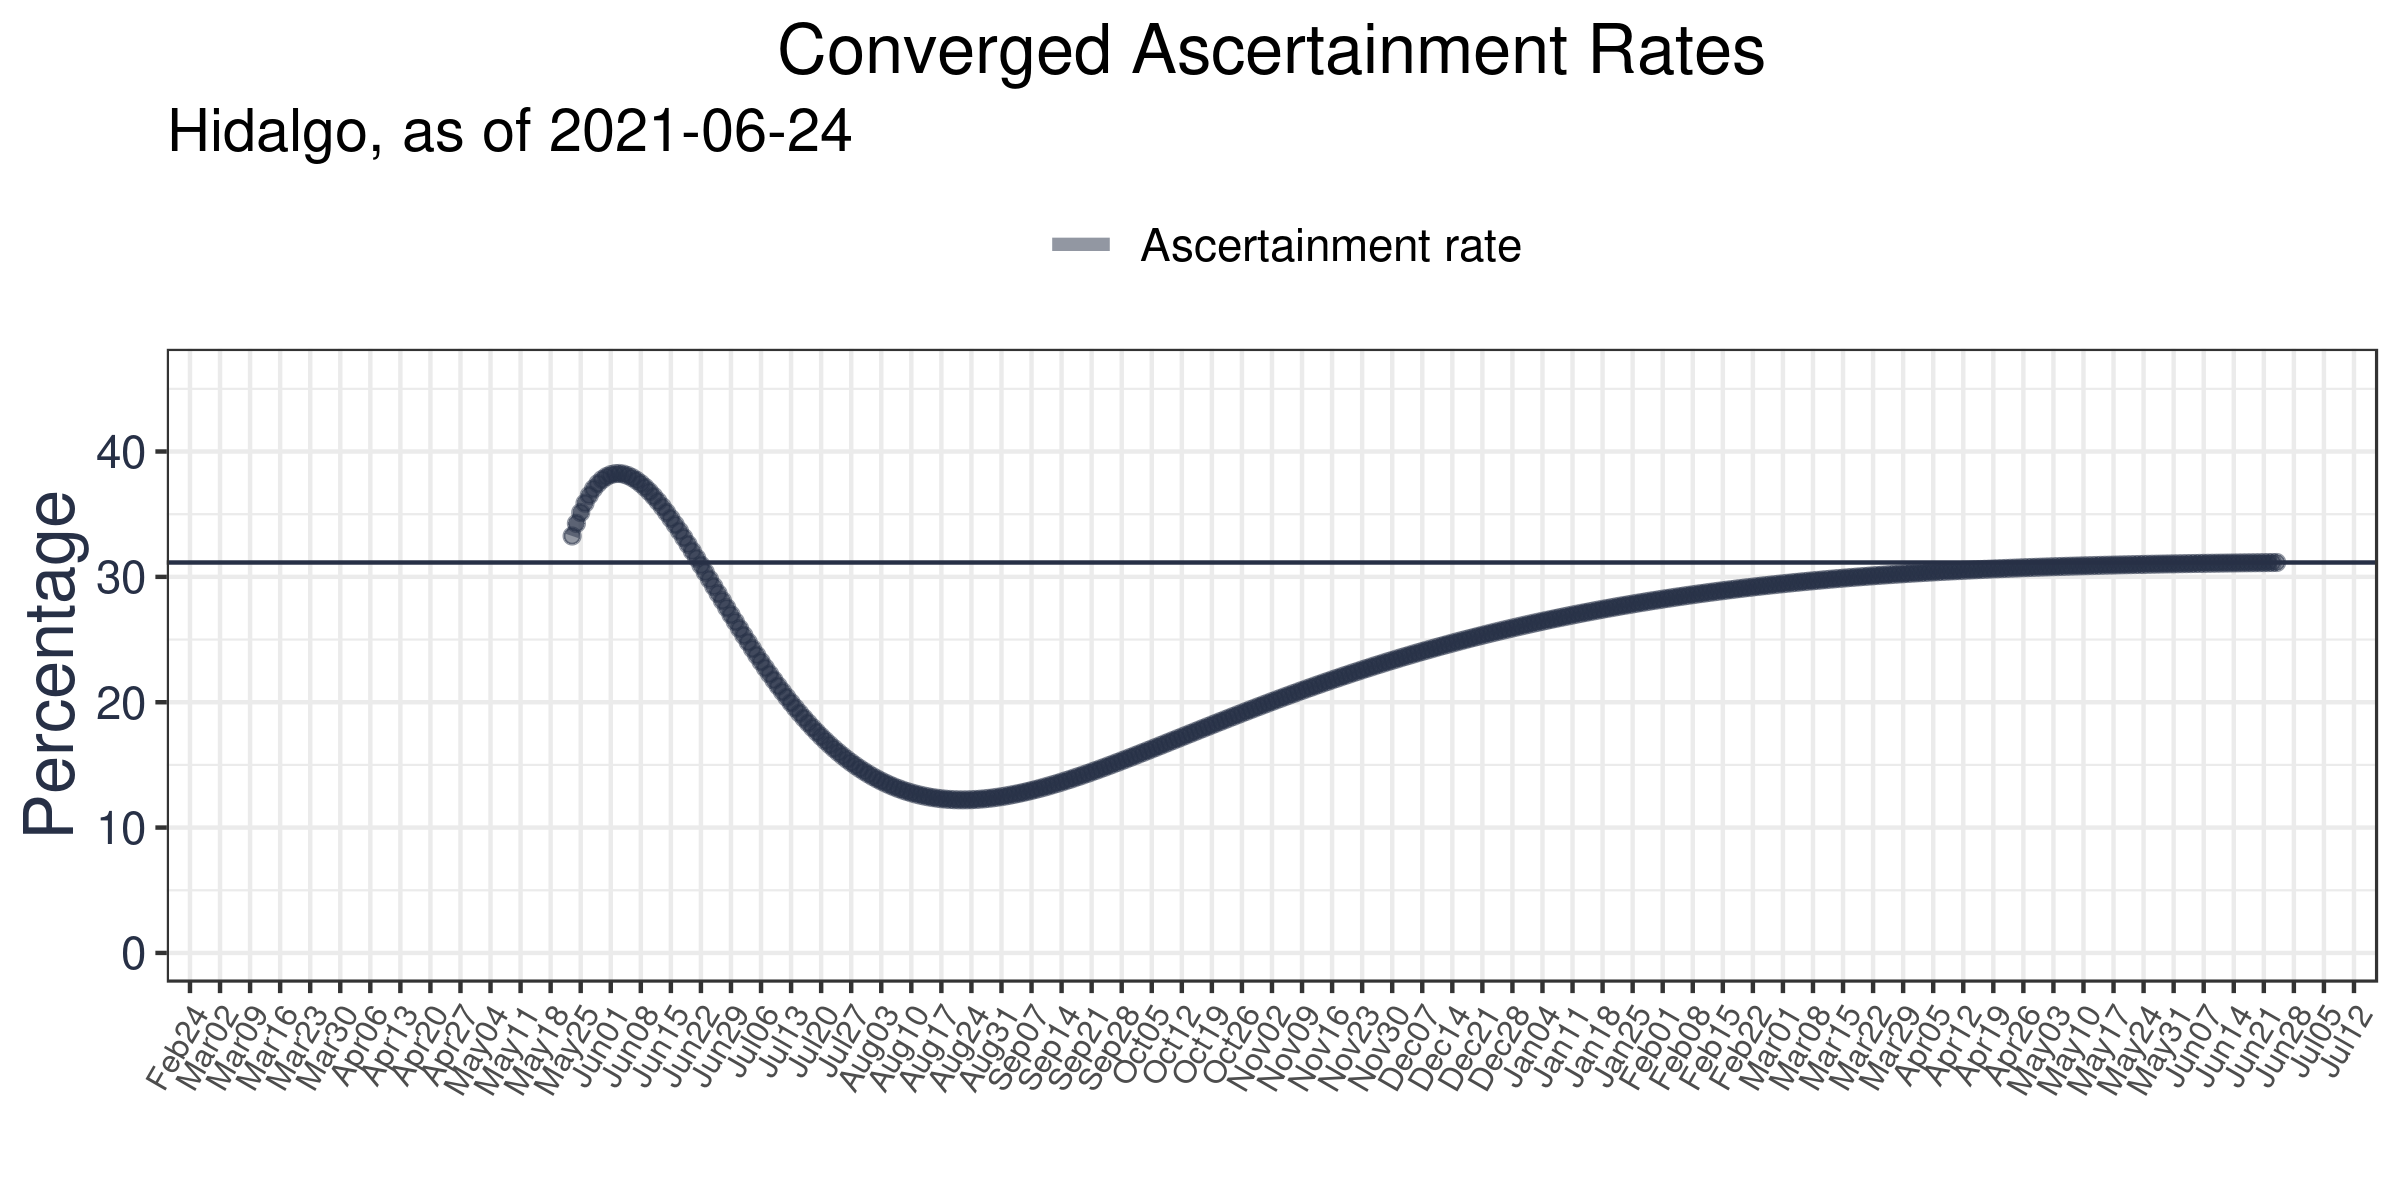 Converged Ascertainment Rates
Hidalgo, as of 2021-06-24
Ascertainment rate
Percentage
40
30
20
10
0
Feb24 Mar02 Mar09 Mar16 Mar23 Mar30 Apr06 Apr13 Apr20 Apr27 May04 May11 May18 May25 Jun01 Jun08 Jun15 Jun22 Jun29 Jul06 Jul13 Jul20 Jul27 Aug03 Aug10 Aug17 Aug24 Aug31 Sep07 Sep14 Sep21 Sep28 Oct05 Oct12 Oct19 Oct26 Nov02 Nov09 Nov16 Nov23 Nov30 Dec07 Dec14 Dec21 Dec28 Jan04 Jan11 Jan18 Jan25 Feb01 Feb08 Feb15 Feb22 Mar01 Mar08 Mar15 Mar22 Mar29 Apr05 Apr12 Apr19 Apr26 May03 May10 May17 May24 May31 Jun07 Jun14 Jun21 Jun28 Jul05 Jul12